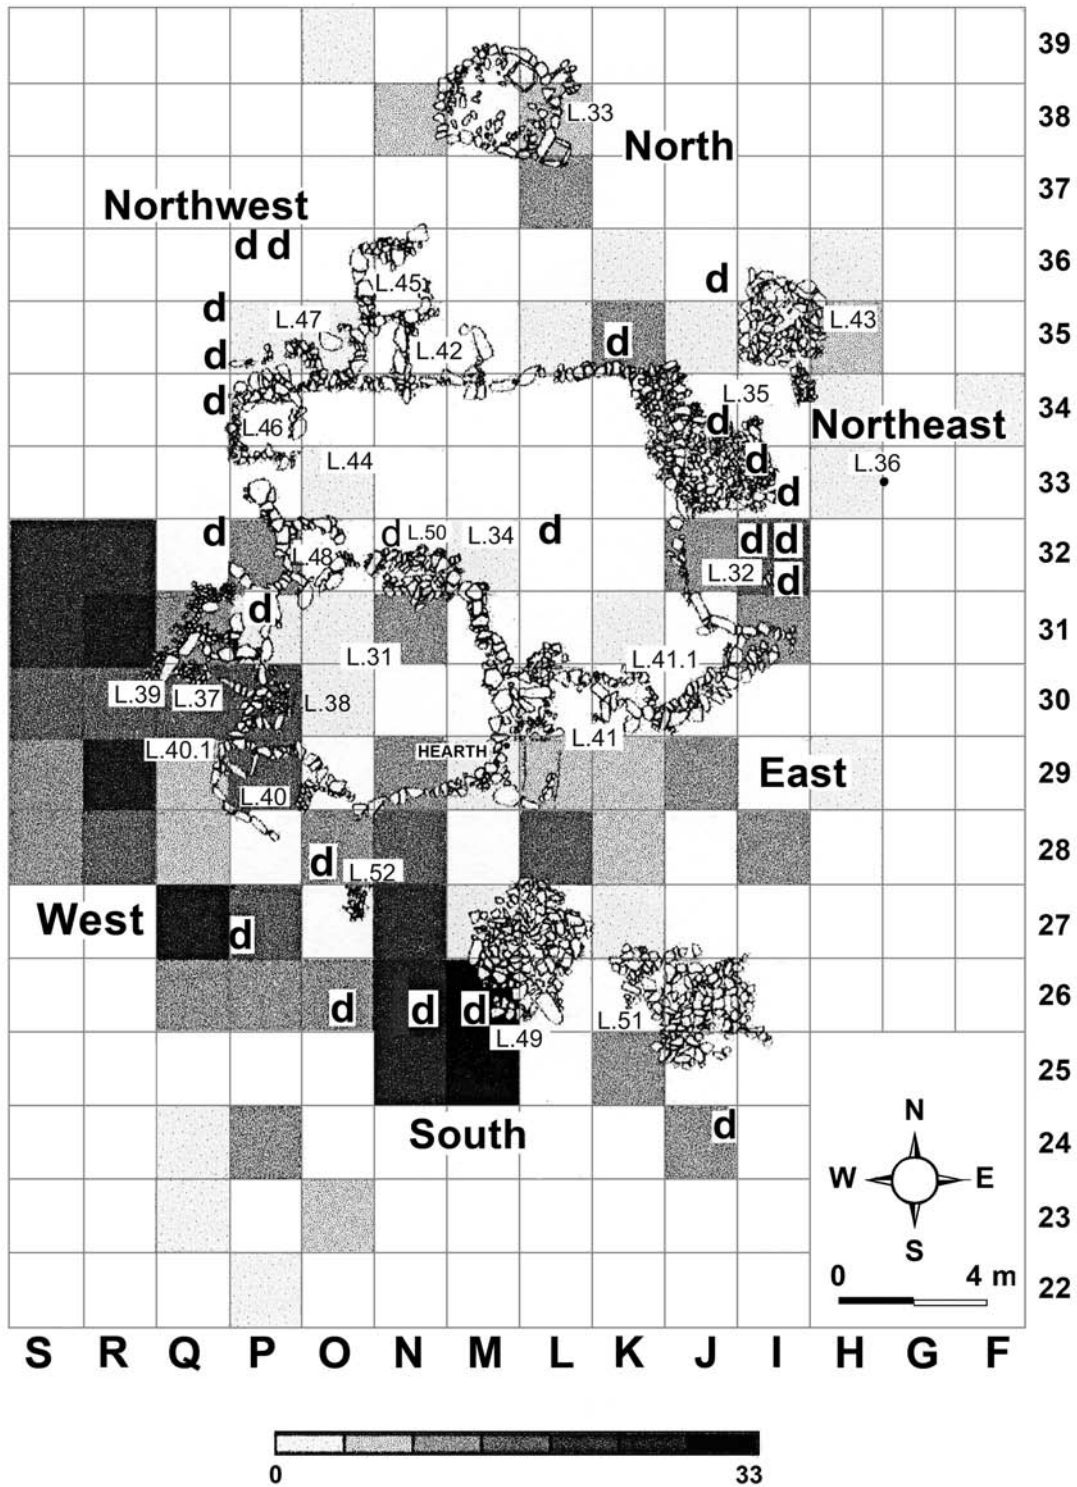 39
38
L.33
North
37
Northwest
d d
36
d
L.45
d
L.47
L.43
35
d
d
L.42
L.35
34
d
L.46
d
Northeast
L.44
d
L.36
33
d
d
d
L.50
L.34
d
d d
32
L.48
L.32
d
d
31
L.31
L.41.1
L.39
L.37
L.38
30
L.40.1
HEARTH
L.41
East
29
L.40
28
d
L.52
West
d
27
d
d
d
26
L.51
L.49
25
South
d
N
24
W
E
23
S
0
4 m
22
S R Q P O N M L K J I H G F
0
33